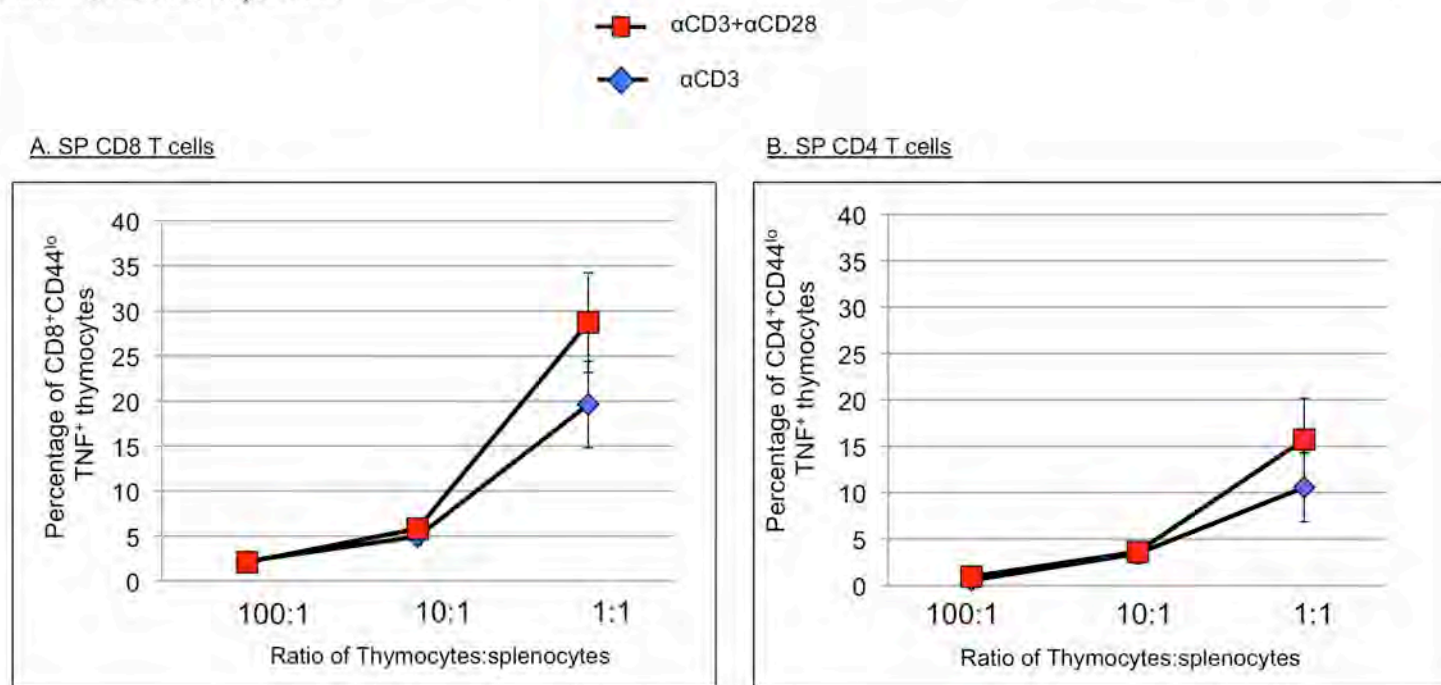 αCD3+αCD28
αCD3
A. SP CD8 T cells
B. SP CD4 T cells
Percentage of CD8⁺CD44ˡᵒ
TNF⁺ thymocytes
40
35
30
25
20
15
10
5
0
100:1 10:1 1:1
Ratio of Thymocytes:splenocytes
Percentage of CD4⁺CD44ˡᵒ
TNF⁺ thymocytes
40
35
30
25
20
15
10
5
0
100:1 10:1 1:1
Ratio of Thymocytes:splenocytes